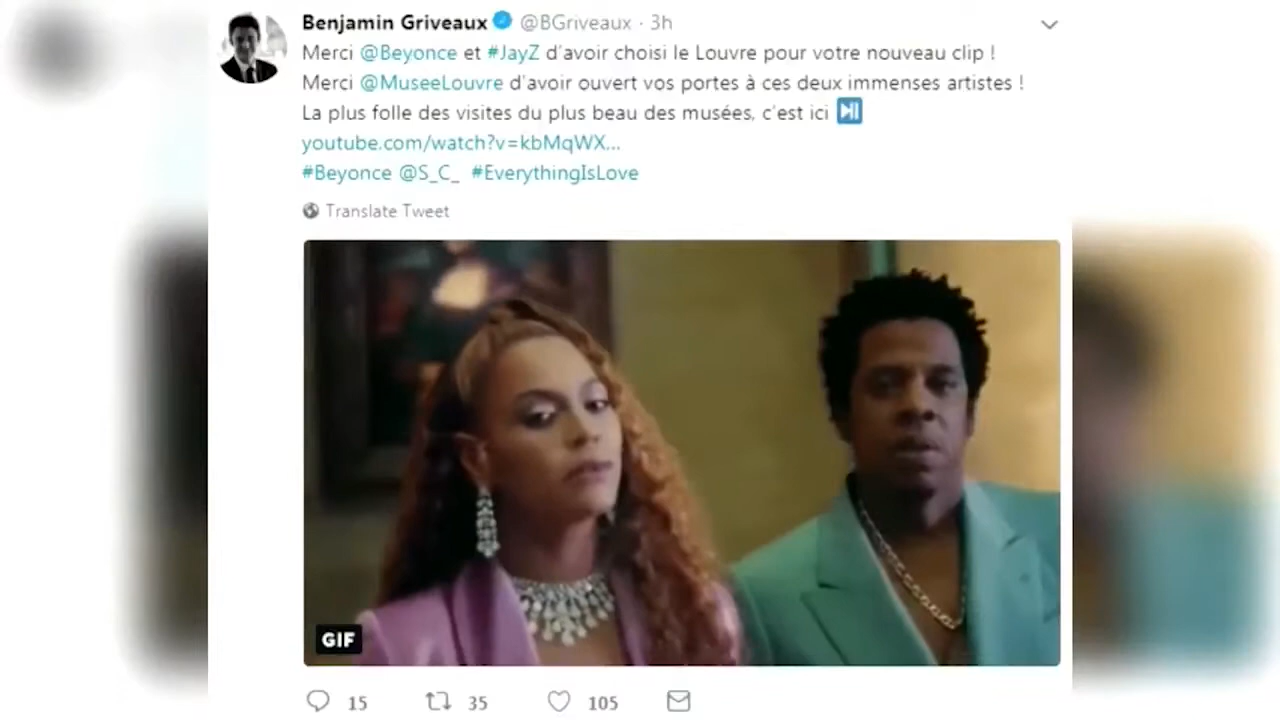 Benjamin Griveaux @BGriveaux · 3h
Merci @Beyonce et #JayZ d'avoir choisi le Louvre pour votre nouveau clip !
Merci @MuseeLouvre d'avoir ouvert vos portes à ces deux immenses artistes !
La plus folle des visites du plus beau des musées, c'est ici ⏯
youtube.com/watch?v=kbMqWX...
#Beyonce @S_C_ #EverythingIsLove
Translate Tweet
GIF
15 35 105